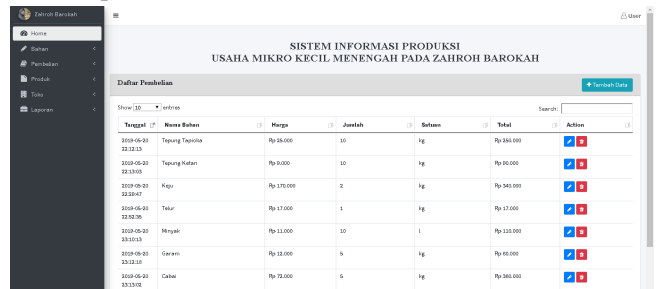 Zahroh Barokah
User
Home
Bahan
Pembelian
Produk
Toko
Laporan
SISTEM INFORMASI PRODUKSI
USAHA MIKRO KECIL MENENGAH PADA ZAHROH BAROKAH
Daftar Pembelian
+ Tambah Data
Show 10 entries
Search:
Tanggal Nama Bahan Harga Jumlah Satuan Total Action
2019-05-20 22:12:13 Tepung Tapioka Rp 25.000 10 kg Rp 250.000
2019-05-20 22:13:03 Tepung Ketan Rp 9.000 10 kg Rp 90.000
2019-05-20 22:29:47 Keju Rp 170.000 2 kg Rp 340.000
2019-05-20 22:52:35 Telur Rp 17.000 1 kg Rp 17.000
2019-05-20 23:10:13 Minyak Rp 11.000 10 l Rp 110.000
2019-05-20 23:12:18 Garam Rp 12.000 5 kg Rp 60.000
2019-05-20 23:13:02 Cabai Rp 72.000 5 kg Rp 360.000